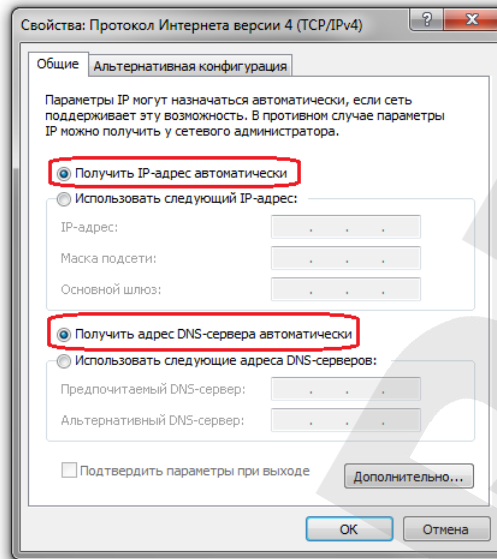 Свойства: Протокол Интернета версии 4 (TCP/IPv4)
Общие
Альтернативная конфигурация
Параметры IP могут назначаться автоматически, если сеть
поддерживает эту возможность. В противном случае параметры
IP можно получить у сетевого администратора.
Получить IP-адрес автоматически
Использовать следующий IP-адрес:
IP-адрес:
Маска подсети:
Основной шлюз:
Получить адрес DNS-сервера автоматически
Использовать следующие адреса DNS-серверов:
Предпочитаемый DNS-сервер:
Альтернативный DNS-сервер:
Подтвердить параметры при выходе
Дополнительно...
ОК
Отмена